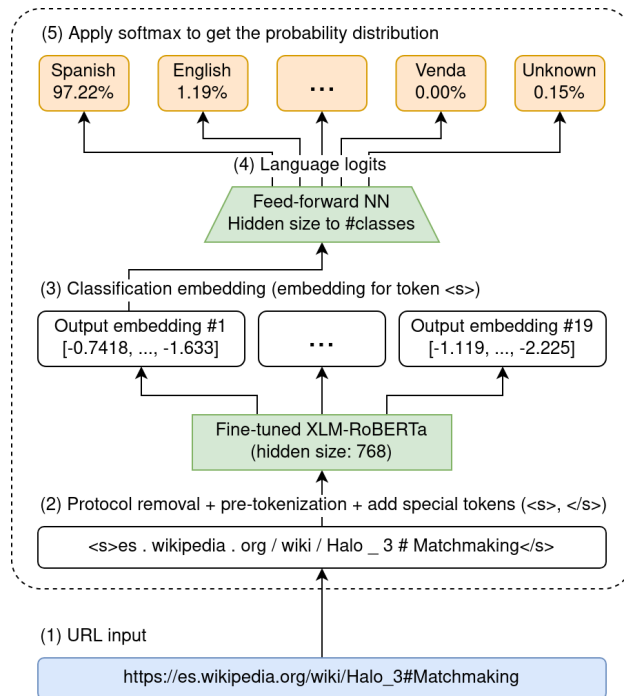 (5) Apply softmax to get the probability distribution
Spanish
97.22%
English
1.19%
...
Venda
0.00%
Unknown
0.15%
(4) Language logits
Feed-forward NN
Hidden size to #classes
(3) Classification embedding (embedding for token <s>)
Output embedding #1
[-0.7418, ..., -1.633]
...
Output embedding #19
[-1.119, ..., -2.225]
Fine-tuned XLM-RoBERTa
(hidden size: 768)
(2) Protocol removal + pre-tokenization + add special tokens (<s>, </s>)
<s>es . wikipedia . org / wiki / Halo _ 3 # Matchmaking</s>
(1) URL input
https://es.wikipedia.org/wiki/Halo_3#Matchmaking